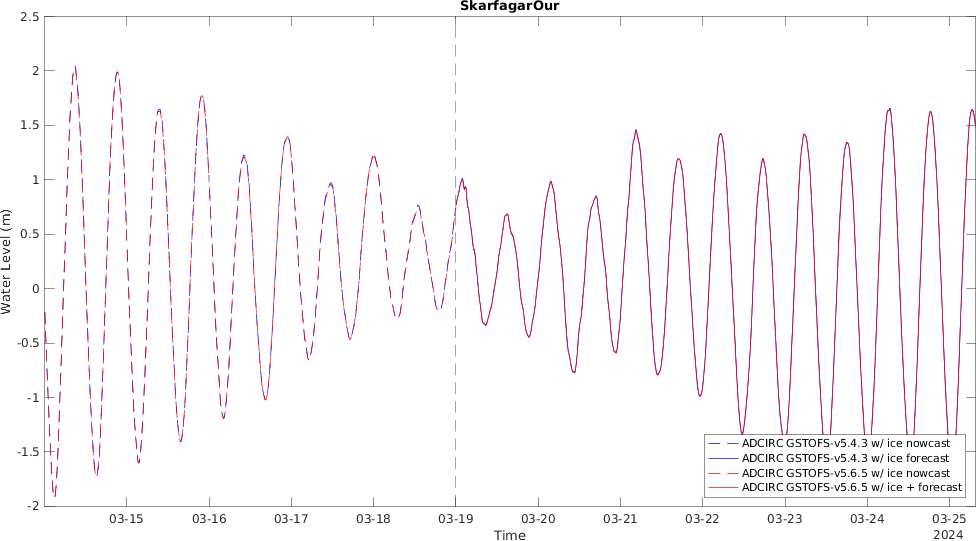 SkarfagarOur
Water Level (m)
2.5
2
1.5
1
0.5
0
-0.5
-1
-1.5
-2
ADCIRC GSTOFS-v5.4.3 w/ ice nowcast
ADCIRC GSTOFS-v5.4.3 w/ ice forecast
ADCIRC GSTOFS-v5.6.5 w/ ice nowcast
ADCIRC GSTOFS-v5.6.5 w/ ice + forecast
03-15 03-16 03-17 03-18 03-19 03-20 03-21 03-22 03-23 03-24 03-25
Time
2024